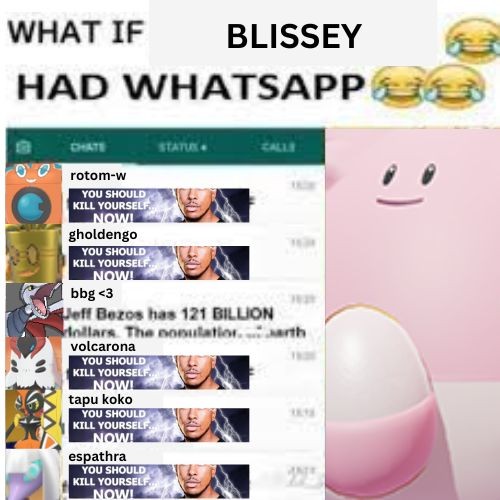 WHAT IF BLISSEY
HAD WHATSAPP
CHATS STATUS CALLS
rotom-w
YOU SHOULD
KILL YOURSELF...
NOW!
gholdengo
YOU SHOULD
KILL YOURSELF...
NOW!
bbg <3
Jeff Bezos has 121 BILLION
dollars. The population
volcarona
YOU SHOULD
KILL YOURSELF...
NOW!
tapu koko
YOU SHOULD
KILL YOURSELF...
NOW!
espathra
YOU SHOULD
KILL YOURSELF...
NOW!